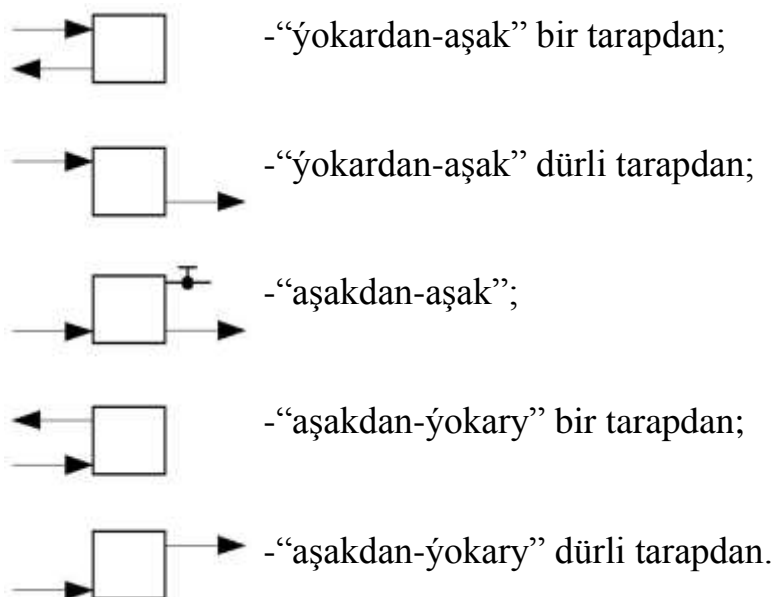 -“ýokardan-aşak” bir tarapdan;
-“ýokardan-aşak” dürli tarapdan;
-“aşakdan-aşak”;
-“aşakdan-ýokary” bir tarapdan;
-“aşakdan-ýokary” dürli tarapdan.